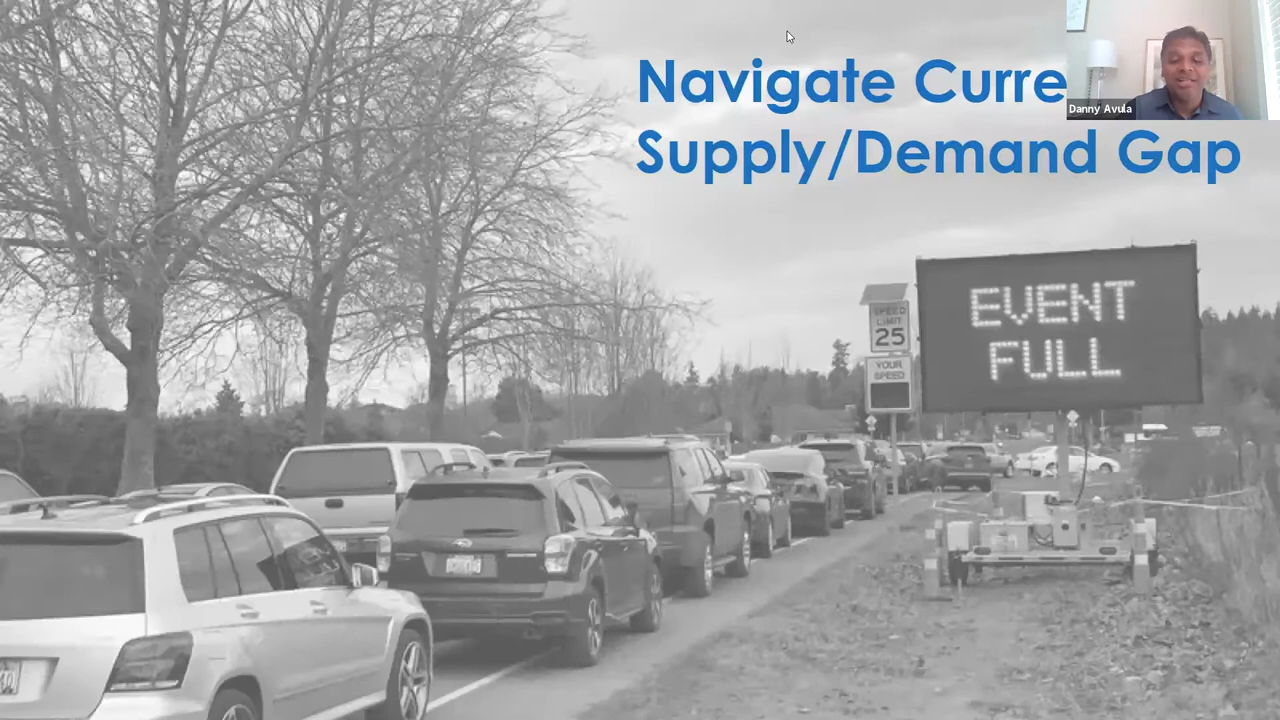 Navigate Curre
Supply/Demand Gap
Danny Avula
SPEED
LIMIT
25
YOUR
SPEED
EVENT
FULL